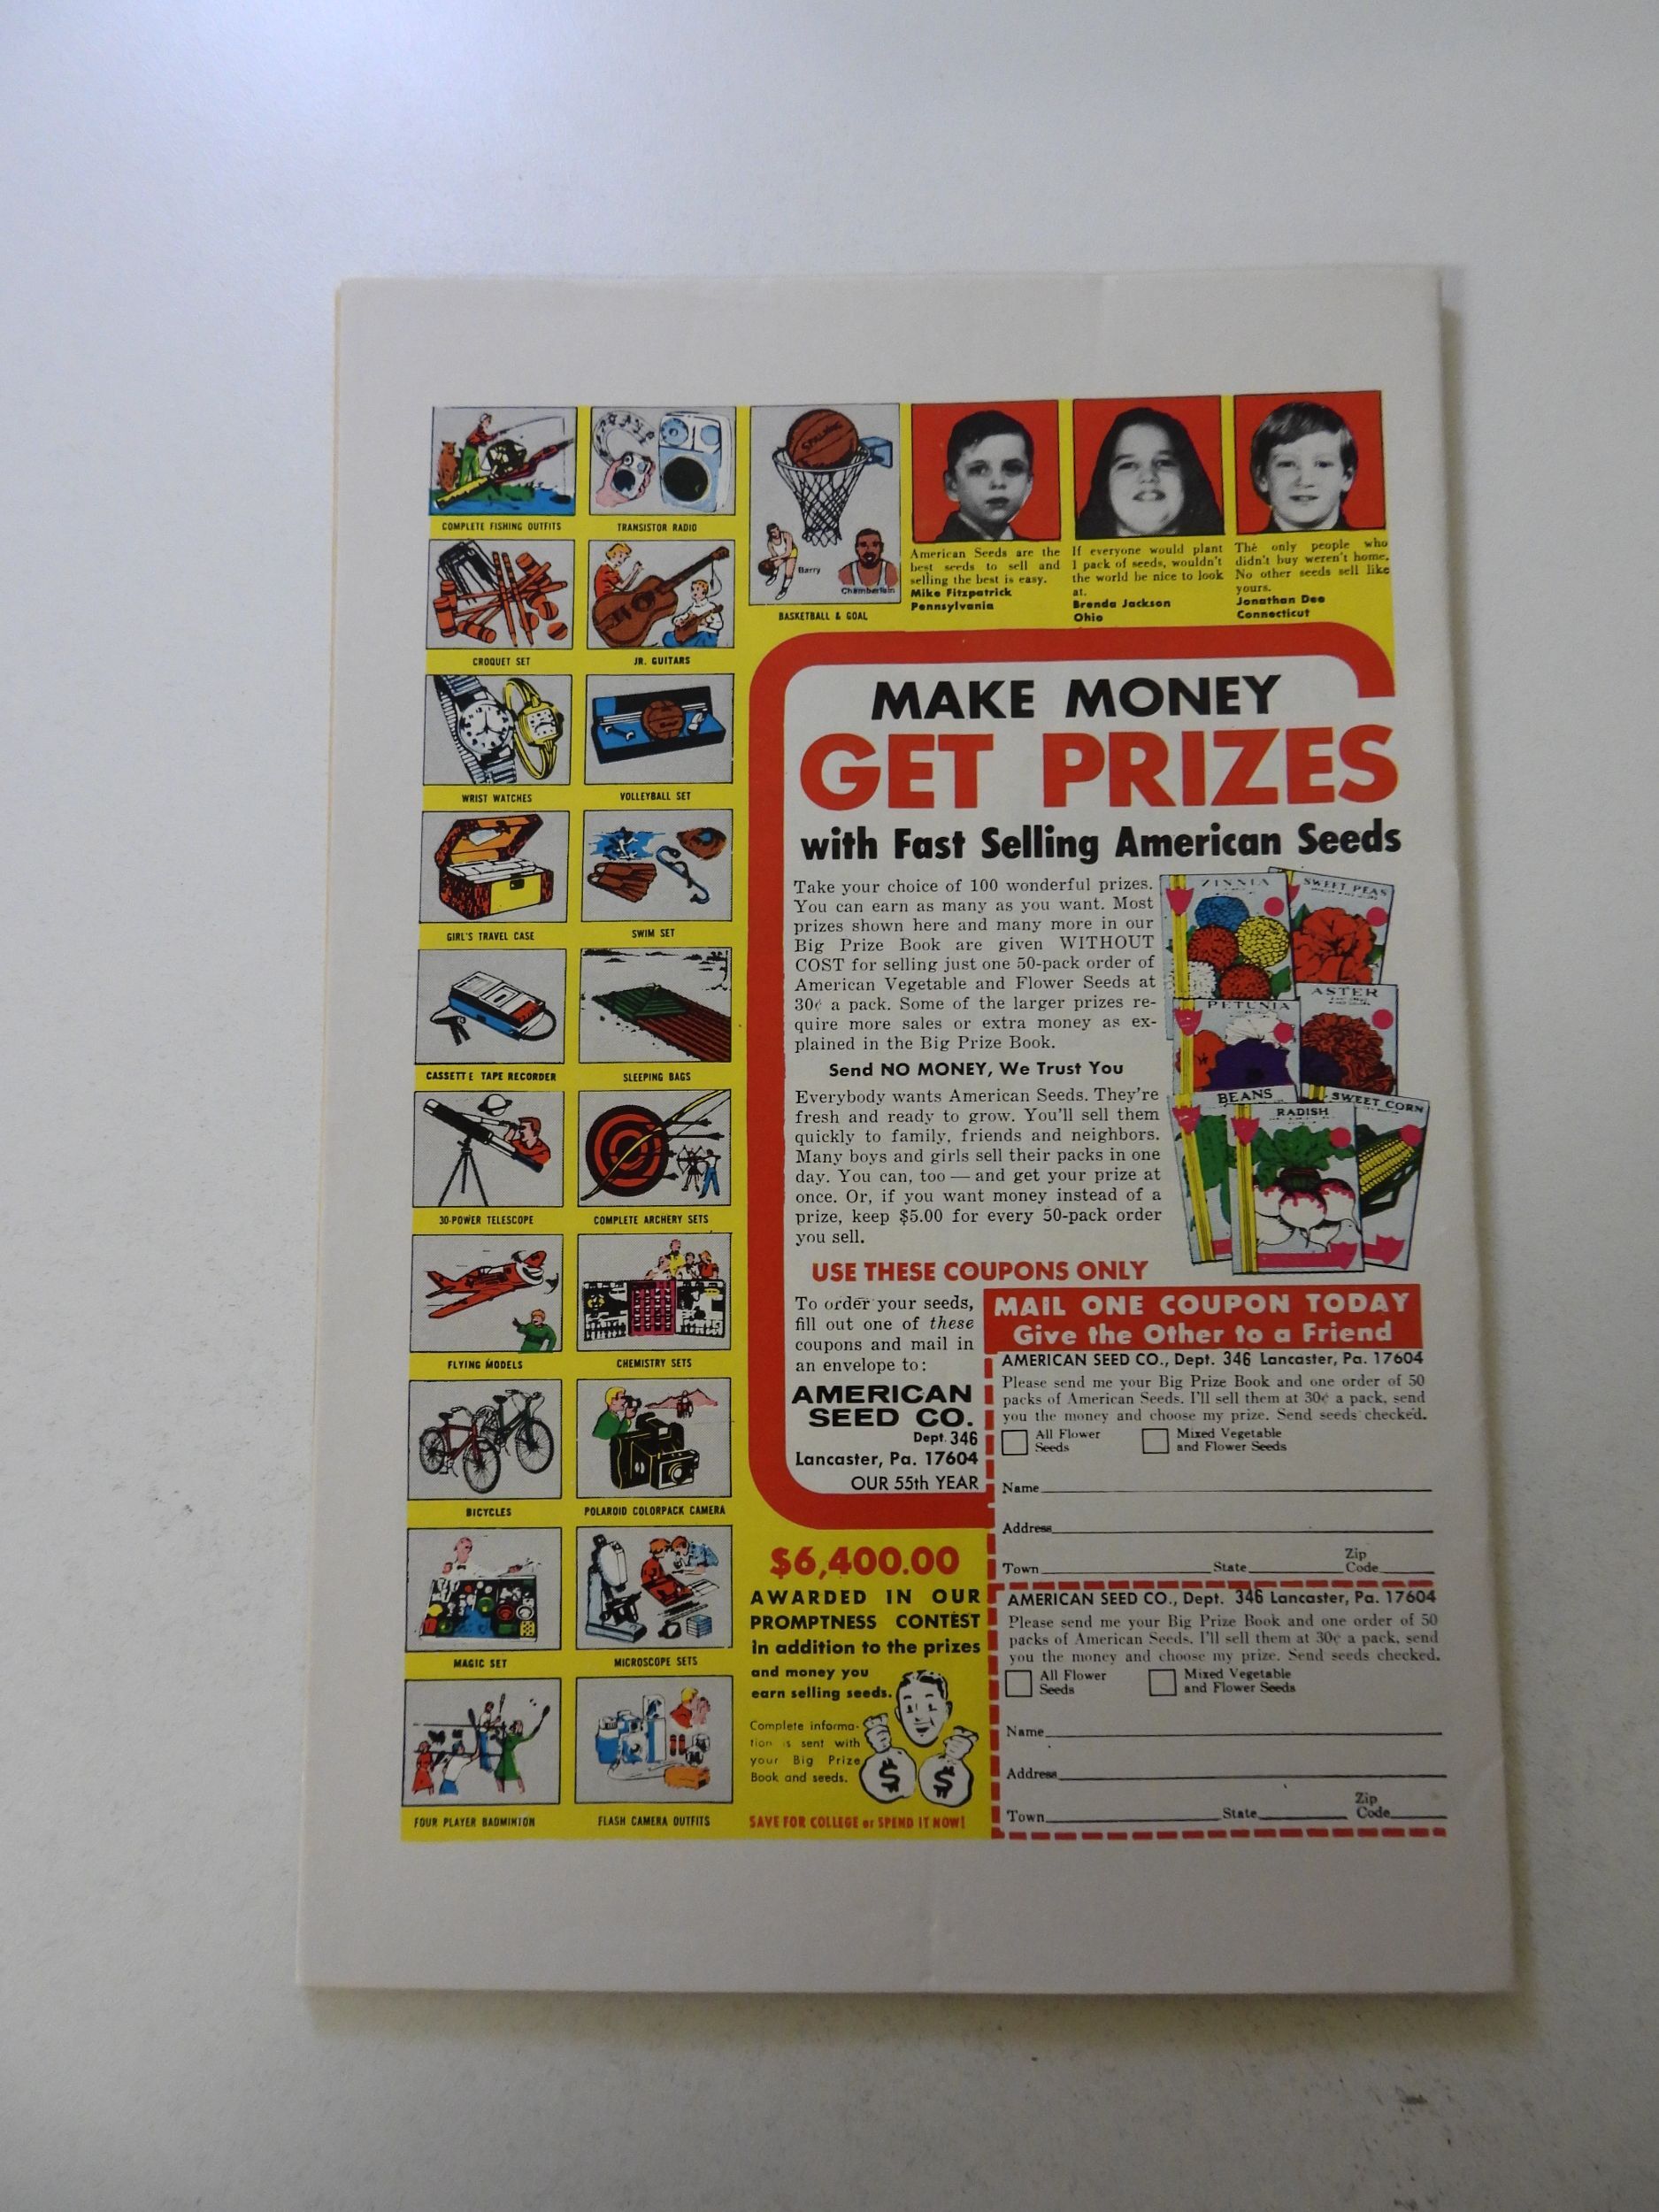 COMPLETE FISHING OUTFITS
TRANSISTOR RADIO
CROQUET SET
JR. GUITARS
WRIST WATCHES
VOLLEYBALL SET
GIRL'S TRAVEL CASE
SWIM SET
CASSETTE TAPE RECORDER
SLEEPING BAGS
30-POWER TELESCOPE
COMPLETE ARCHERY SETS
FLYING MODELS
CHEMISTRY SETS
BICYCLES
POLAROID COLORPACK CAMERA
MAGIC SET
MICROSCOPE SETS
FOUR PLAYER BADMINION
FLASH CAMERA OUTFITS
SPALDING
Barry
Chamberlain
BASKETBALL & GOAL
American Seeds are the
best seeds to sell and
selling the best is easy.
Mike Fitzpatrick
Pennsylvania
If everyone would plant
1 pack of seeds, wouldn't
the world be nice to look
at.
Brenda Jackson
Ohio
The only people who
didn't buy weren't home.
No other seeds sell like
yours.
Jonathan Dee
Connecticut
MAKE MONEY
GET PRIZES
with Fast Selling American Seeds
Take your choice of 100 wonderful prizes.
You can earn as many as you want. Most
prizes shown here and many more in our
Big Prize Book are given WITHOUT
COST for selling just one 50-pack order of
American Vegetable and Flower Seeds at
30¢ a pack. Some of the larger prizes re-
quire more sales or extra money as ex-
plained in the Big Prize Book.
Send NO MONEY, We Trust You
Everybody wants American Seeds. They're
fresh and ready to grow. You'll sell them
quickly to family, friends and neighbors.
Many boys and girls sell their packs in one
day. You can, too — and get your prize at
once. Or, if you want money instead of a
prize, keep $5.00 for every 50-pack order
you sell.
ZINNIA
SWEET PEAS
PETUNIA
ASTER
BEANS
RADISH
SWEET CORN
USE THESE COUPONS ONLY
To order your seeds,
fill out one of these
coupons and mail in
an envelope to:
AMERICAN
SEED CO.
Dept. 346
Lancaster, Pa. 17604
OUR 55th YEAR
MAIL ONE COUPON TODAY
Give the Other to a Friend
AMERICAN SEED CO., Dept. 346 Lancaster, Pa. 17604
Please send me your Big Prize Book and one order of 50
packs of American Seeds. I'll sell them at 30¢ a pack, send
you the money and choose my prize. Send seeds checked.
All Flower
Seeds
Mixed Vegetable
and Flower Seeds
Name
Address
Town State Zip Code
AMERICAN SEED CO., Dept. 346 Lancaster, Pa. 17604
Please send me your Big Prize Book and one order of 50
packs of American Seeds. I'll sell them at 30¢ a pack, send
you the money and choose my prize. Send seeds checked.
All Flower
Seeds
Mixed Vegetable
and Flower Seeds
Name
Address
Town State Zip Code
$6,400.00
AWARDED IN OUR
PROMPTNESS CONTEST
in addition to the prizes
and money you
earn selling seeds.
Complete informa-
tion is sent with
your Big Prize
Book and seeds.
$ $
SAVE FOR COLLEGE or SPEND IT NOW!